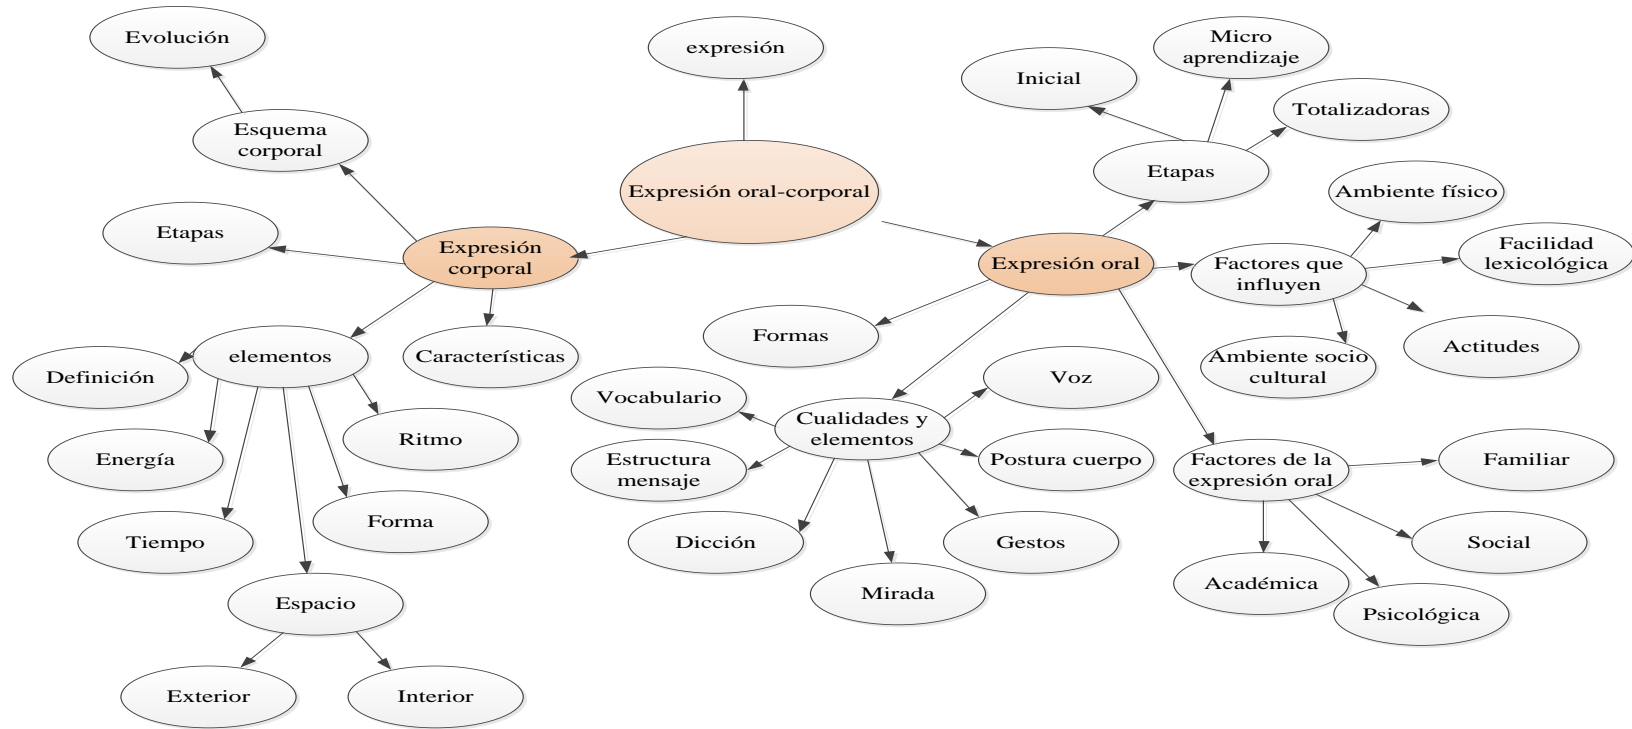 Evolución
expresión
Micro
aprendizaje
Inicial
Totalizadoras
Esquema
corporal
Etapas
Expresión oral-corporal
Ambiente físico
Etapas
Expresión
corporal
Expresión oral
Factores que
influyen
Facilidad
lexicológica
Formas
Actitudes
Ambiente socio
cultural
elementos
Características
Definición
Voz
Vocabulario
Cualidades y
elementos
Ritmo
Energía
Estructura
mensaje
Postura cuerpo
Factores de la
expresión oral
Familiar
Forma
Tiempo
Dicción
Gestos
Social
Académica
Mirada
Psicológica
Espacio
Exterior
Interior